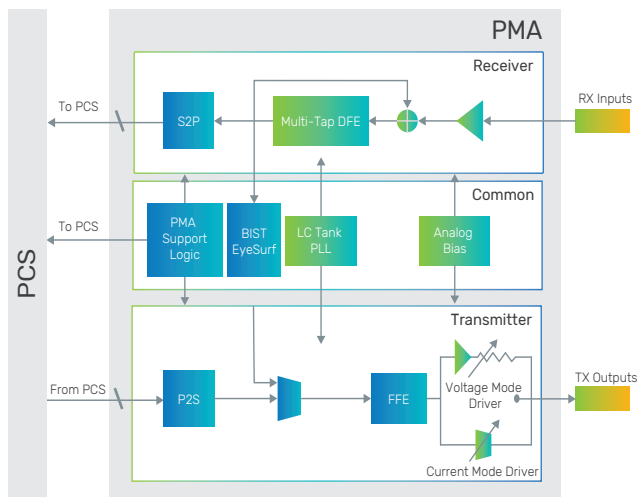 PMA
Receiver
To PCS
S2P
Multi-Tap DFE
RX Inputs
Common
To PCS
PMA
Support
Logic
BIST
EyeSurf
LC Tank
PLL
Analog
Bias
PCS
Transmitter
From PCS
P2S
FFE
Voltage Mode
Driver
TX Outputs
Current Mode Driver